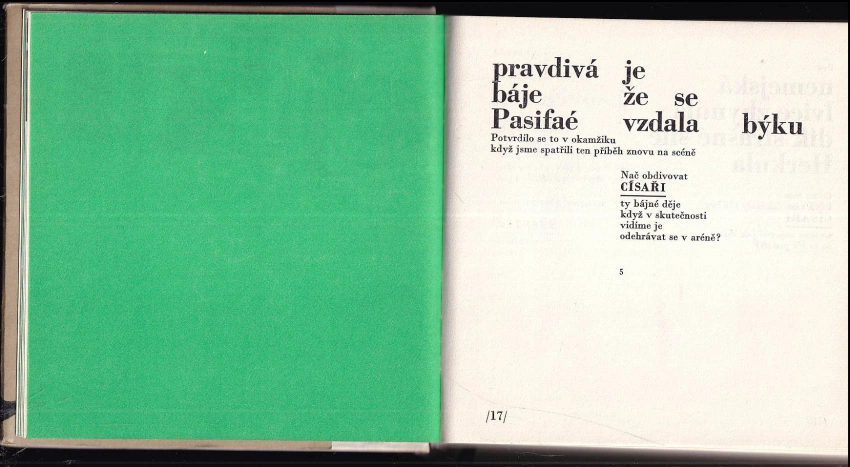 pravdivá je
báje že se
Pasifaé vzdala býku
Potvrdilo se to v okamžiku
když jsme spatřili ten příběh znovu na scéně
Nač obdivovat
CÍSAŘI
ty bájné děje
když v skutečnosti
vidíme je
odehrávat se v aréně?
5
/17/